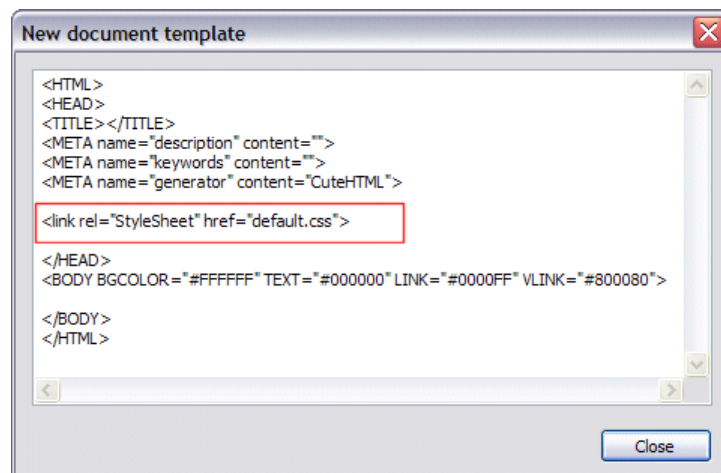 New document template
<HTML>
<HEAD>
<TITLE></TITLE>
<META name="description" content="">
<META name="keywords" content="">
<META name="generator" content="CuteHTML">
<link rel="StyleSheet" href="default.css">
</HEAD>
<BODY BGCOLOR="#FFFFFF" TEXT="#000000" LINK="#0000FF" VLINK="#800080">
</BODY>
</HTML>
Close